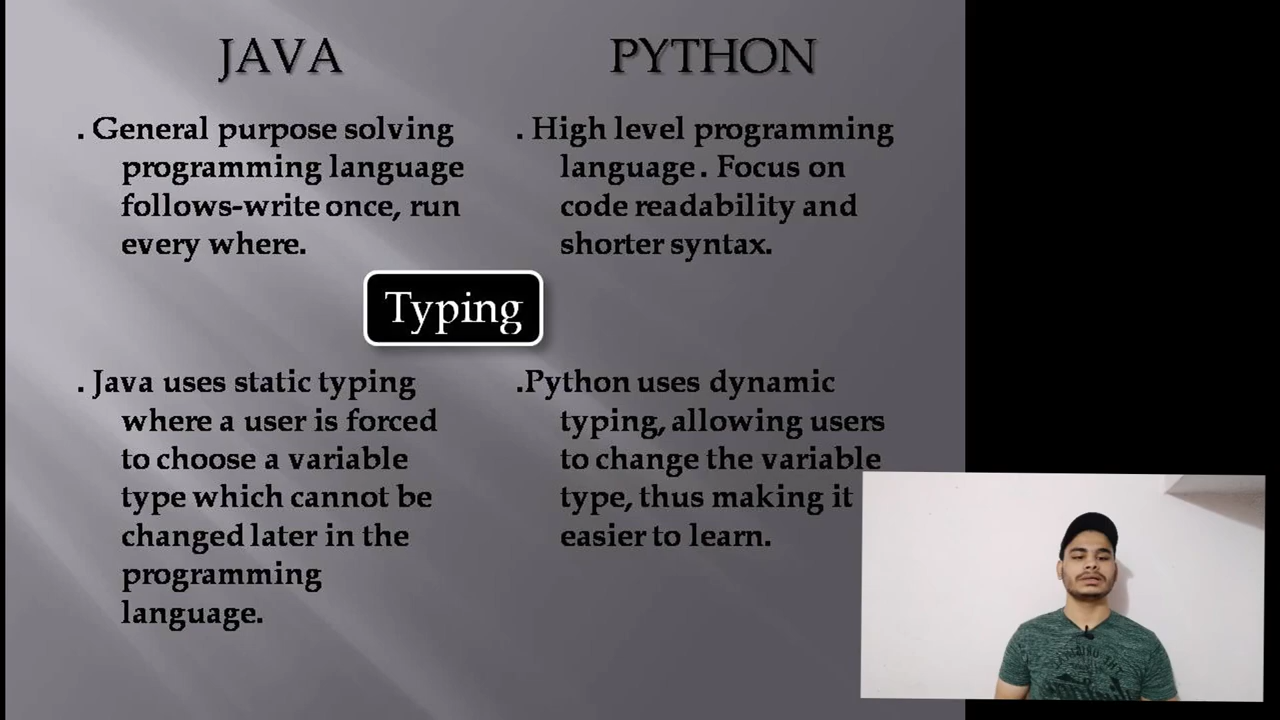 JAVA
PYTHON
. General purpose solving
programming language
follows-write once, run
every where.
. High level programming
language. Focus on
code readability and
shorter syntax.
Typing
. Java uses static typing
where a user is forced
to choose a variable
type which cannot be
changed later in the
programming
language.
.Python uses dynamic
typing, allowing users
to change the variable
type, thus making it
easier to learn.